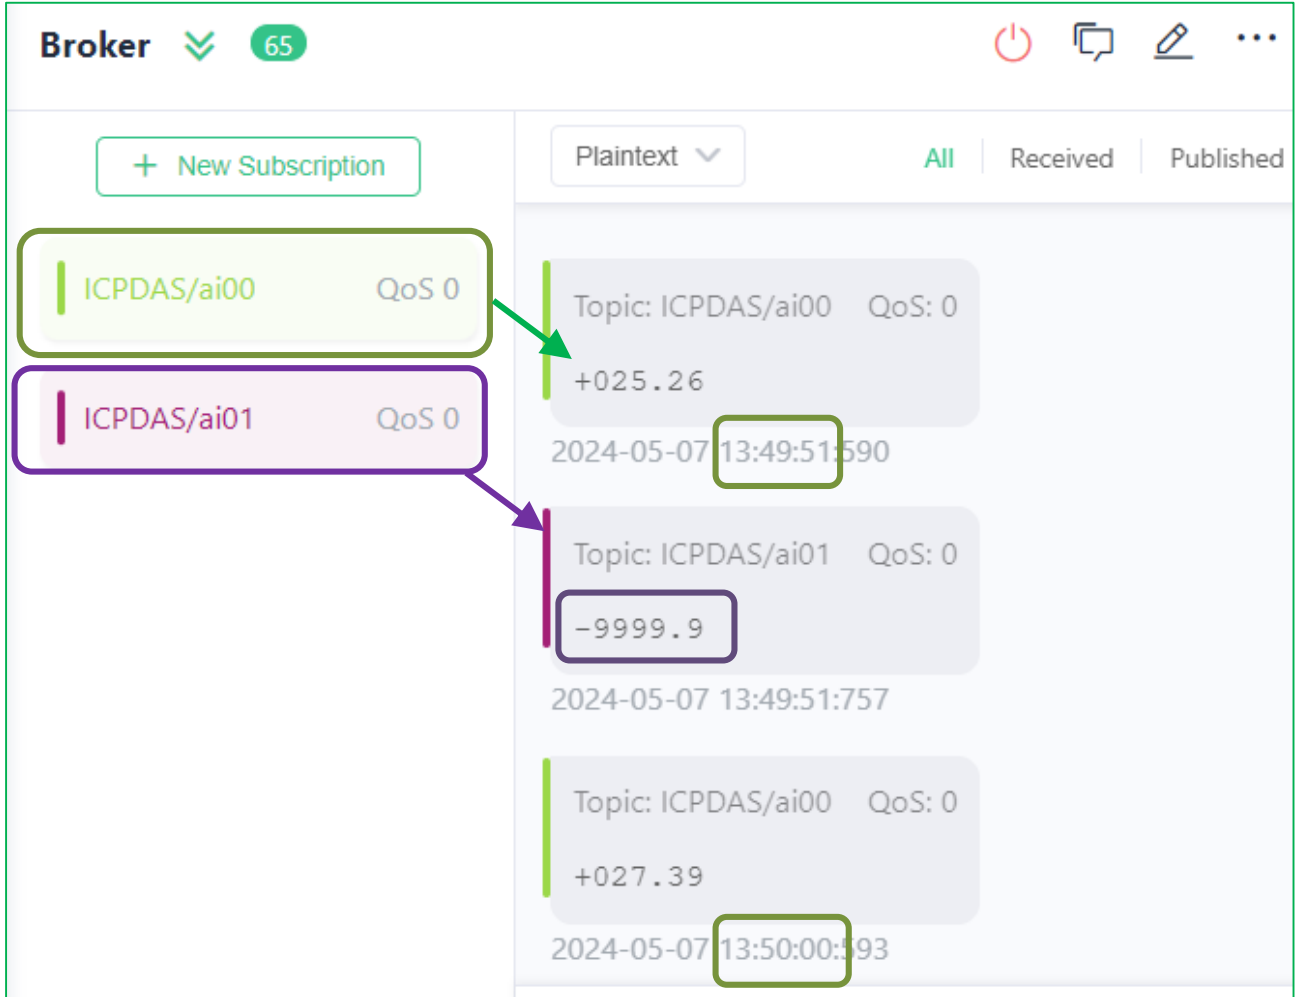 Broker 65
+ New Subscription
Plaintext All Received Published
ICPDAS/ai00 QoS 0
ICPDAS/ai01 QoS 0
Topic: ICPDAS/ai00 QoS: 0
+025.26
2024-05-07 13:49:51:590
Topic: ICPDAS/ai01 QoS: 0
-9999.9
2024-05-07 13:49:51:757
Topic: ICPDAS/ai00 QoS: 0
+027.39
2024-05-07 13:50:00:593